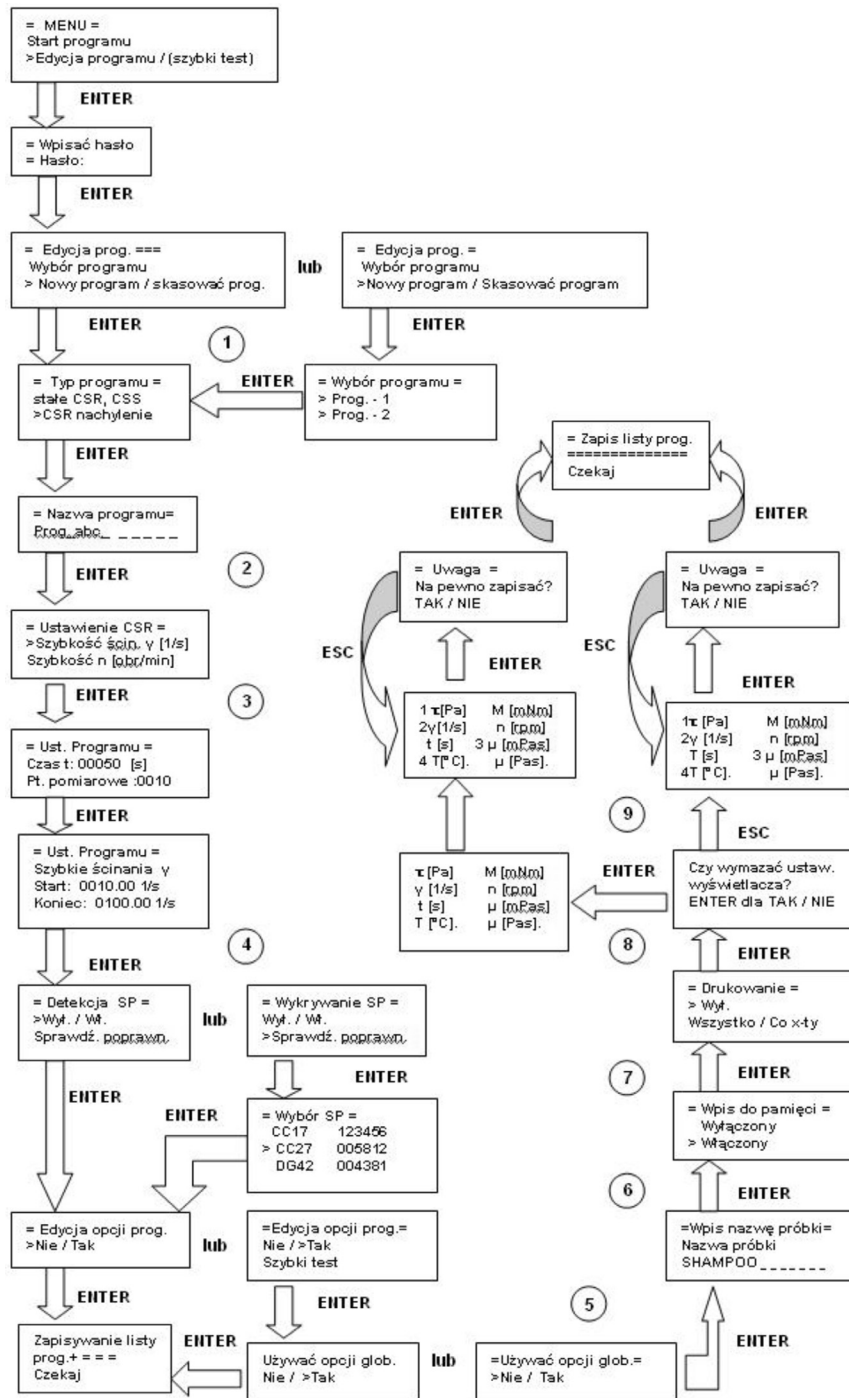 = MENU =
Start programu
>Edycja programu / (szybki test)
ENTER
= Wpisać hasło
= Hasło:
ENTER
= Edycja prog. ===
Wybór programu
> Nowy program / skasować prog.
lub
= Edycja prog. =
Wybór programu
>Nowy program / Skasować program
ENTER
ENTER
1
= Typ programu =
stałe CSR, CSS
>CSR nachylenie
ENTER
= Wybór programu =
> Prog. - 1
> Prog. - 2
ENTER
= Nazwa programu=
Prog. abc. _ _ _ _ _
ENTER
2
= Ustawienie CSR =
>Szybkość ścin. γ [1/s]
Szybkość n [obr/min]
ENTER
3
= Ust. Programu =
Czas t: 00050 [s]
Pt. pomiarowe :0010
ENTER
= Ust. Programu =
Szybkie ścinania γ
Start: 0010.00 1/s
Koniec: 0100.00 1/s
ENTER
4
= Detekcja SP =
>Wył. / Wł.
Sprawdź. poprawn.
lub
= Wykrywanie SP =
Wył. / Wł.
>Sprawdź. poprawn.
ENTER
ENTER
ENTER
= Wybór SP =
CC17 123456
> CC27 005812
DG42 004381
= Edycja opcji prog.
>Nie / Tak
lub
=Edycja opcji prog.=
Nie / >Tak
Szybki test
ENTER
ENTER
Zapisywanie listy
prog.+ = = =
Czekaj
ENTER
Używać opcji glob.
Nie / >Tak
lub
5
=Używać opcji glob.=
>Nie / Tak
ENTER
=Wpis nazwę próbki=
Nazwa próbki
SHAMPOO _ _ _ _ _ _ _
6
ENTER
= Wpis do pamięci =
Wyłączony
> Włączony
7
ENTER
= Drukowanie =
> Wył.
Wszystko / Co x-ty
ENTER
8
Czy wymazać ustaw.
wyświetlacza?
ENTER dla TAK / NIE
ENTER
τ [Pa] M [mNm]
γ [1/s] n [rpm]
t [s] μ [mPas]
T [°C]. μ [Pas].
9
ESC
1τ [Pa] M [mNm]
2γ [1/s] n [rpm]
T [s] 3 μ [mPas]
4T [°C]. μ [Pas].
1 τ[Pa] M [mNm]
2γ[1/s] n [rpm]
t [s] 3 μ [mPas]
4 T[°C]. μ [Pas].
ENTER
ENTER
ESC
ESC
= Uwaga =
Na pewno zapisać?
TAK / NIE
= Uwaga =
Na pewno zapisać?
TAK / NIE
ENTER
ENTER
= Zapis listy prog.
==============
Czekaj